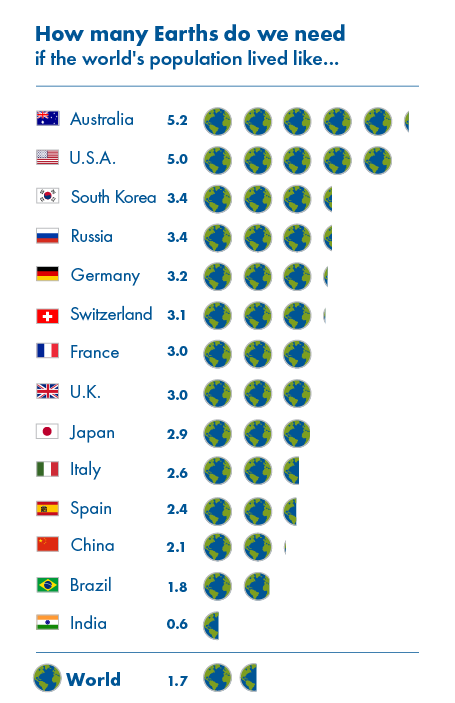 How many Earths do we need
if the world's population lived like...
Australia 5.2
U.S.A. 5.0
South Korea 3.4
Russia 3.4
Germany 3.2
Switzerland 3.1
France 3.0
U.K. 3.0
Japan 2.9
Italy 2.6
Spain 2.4
China 2.1
Brazil 1.8
India 0.6
World 1.7